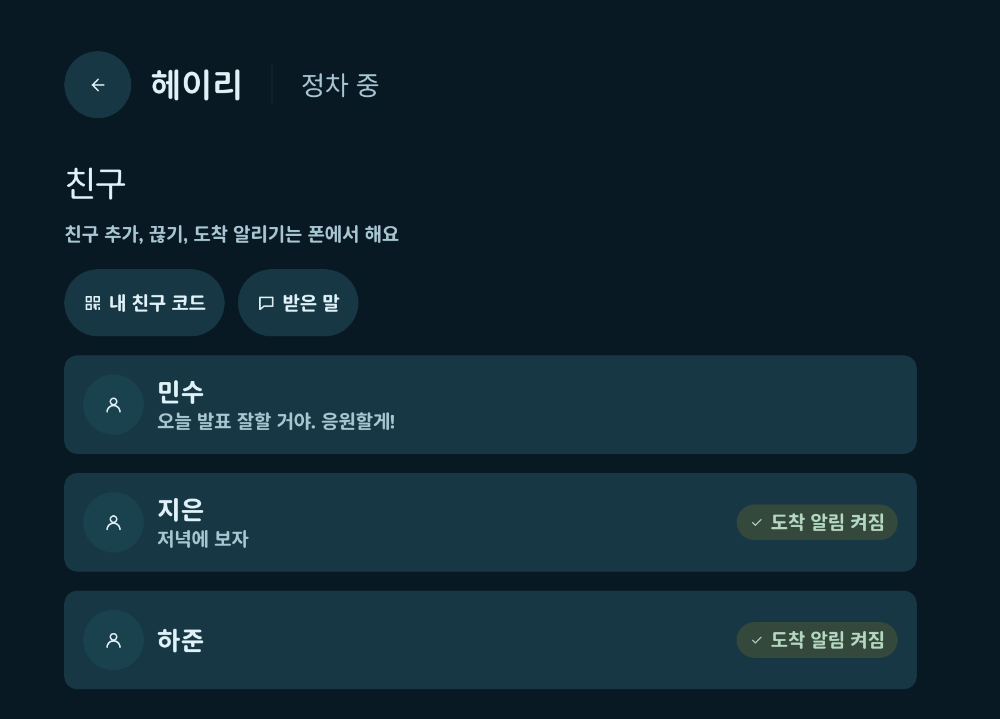 헤이리
정차 중
친구
친구 추가, 끊기, 도착 알리기는 폰에서 해요
내 친구 코드
받은 말
민수
오늘 발표 잘할 거야. 응원할게!
지은
저녁에 보자
도착 알림 켜짐
하준
도착 알림 켜짐